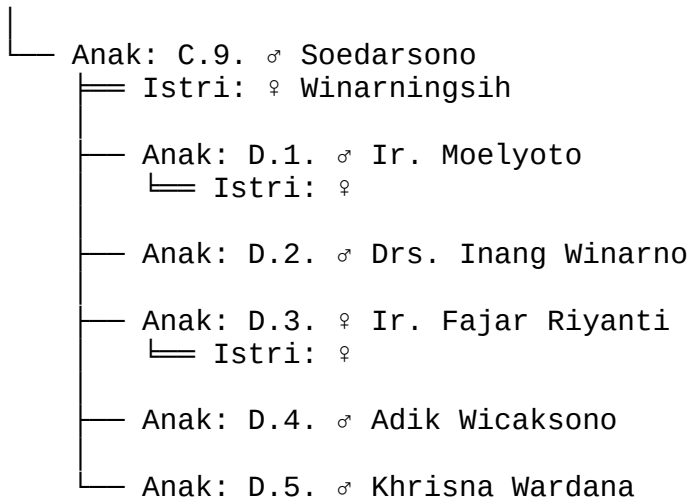 Anak: C.9. ♂ Soedarsono
Istri: ♀ Winarningsih
Anak: D.1. ♂ Ir. Moelyoto
Istri: ♀
Anak: D.2. ♂ Drs. Inang Winarno
Anak: D.3. ♀ Ir. Fajar Riyanti
Istri: ♀
Anak: D.4. ♂ Adik Wicaksono
Anak: D.5. ♂ Khrisna Wardana